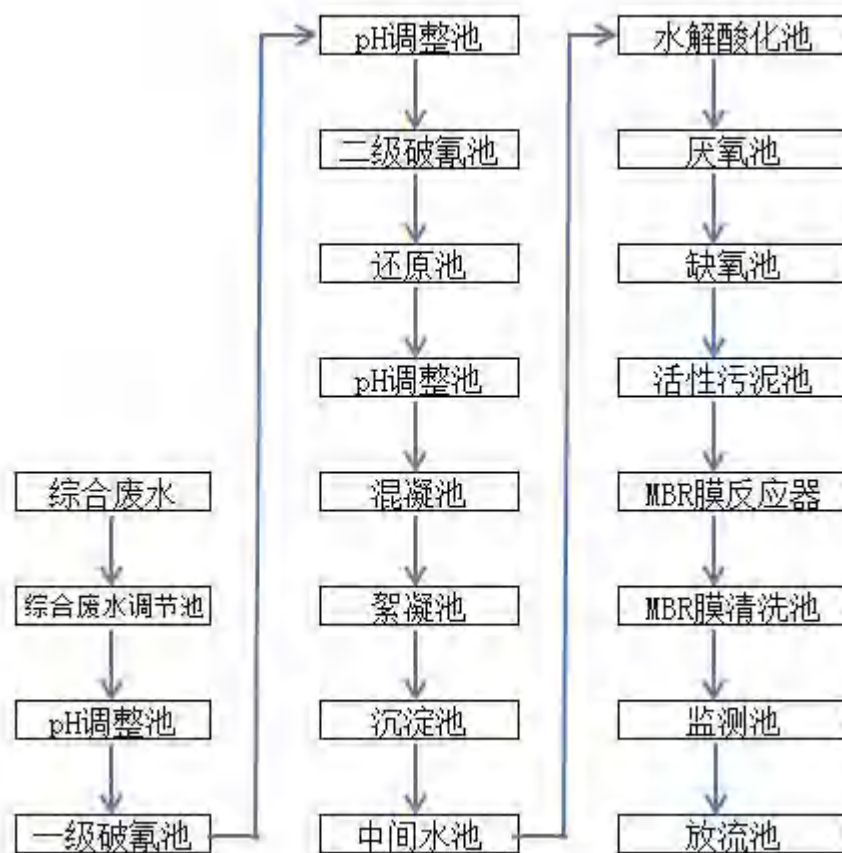 综合废水
综合废水调节池
pH调整池
一级破氰池
pH调整池
二级破氰池
还原池
pH调整池
混凝池
絮凝池
沉淀池
中间水池
水解酸化池
厌氧池
缺氧池
活性污泥池
MBR膜反应器
MBR膜清洗池
监测池
放流池